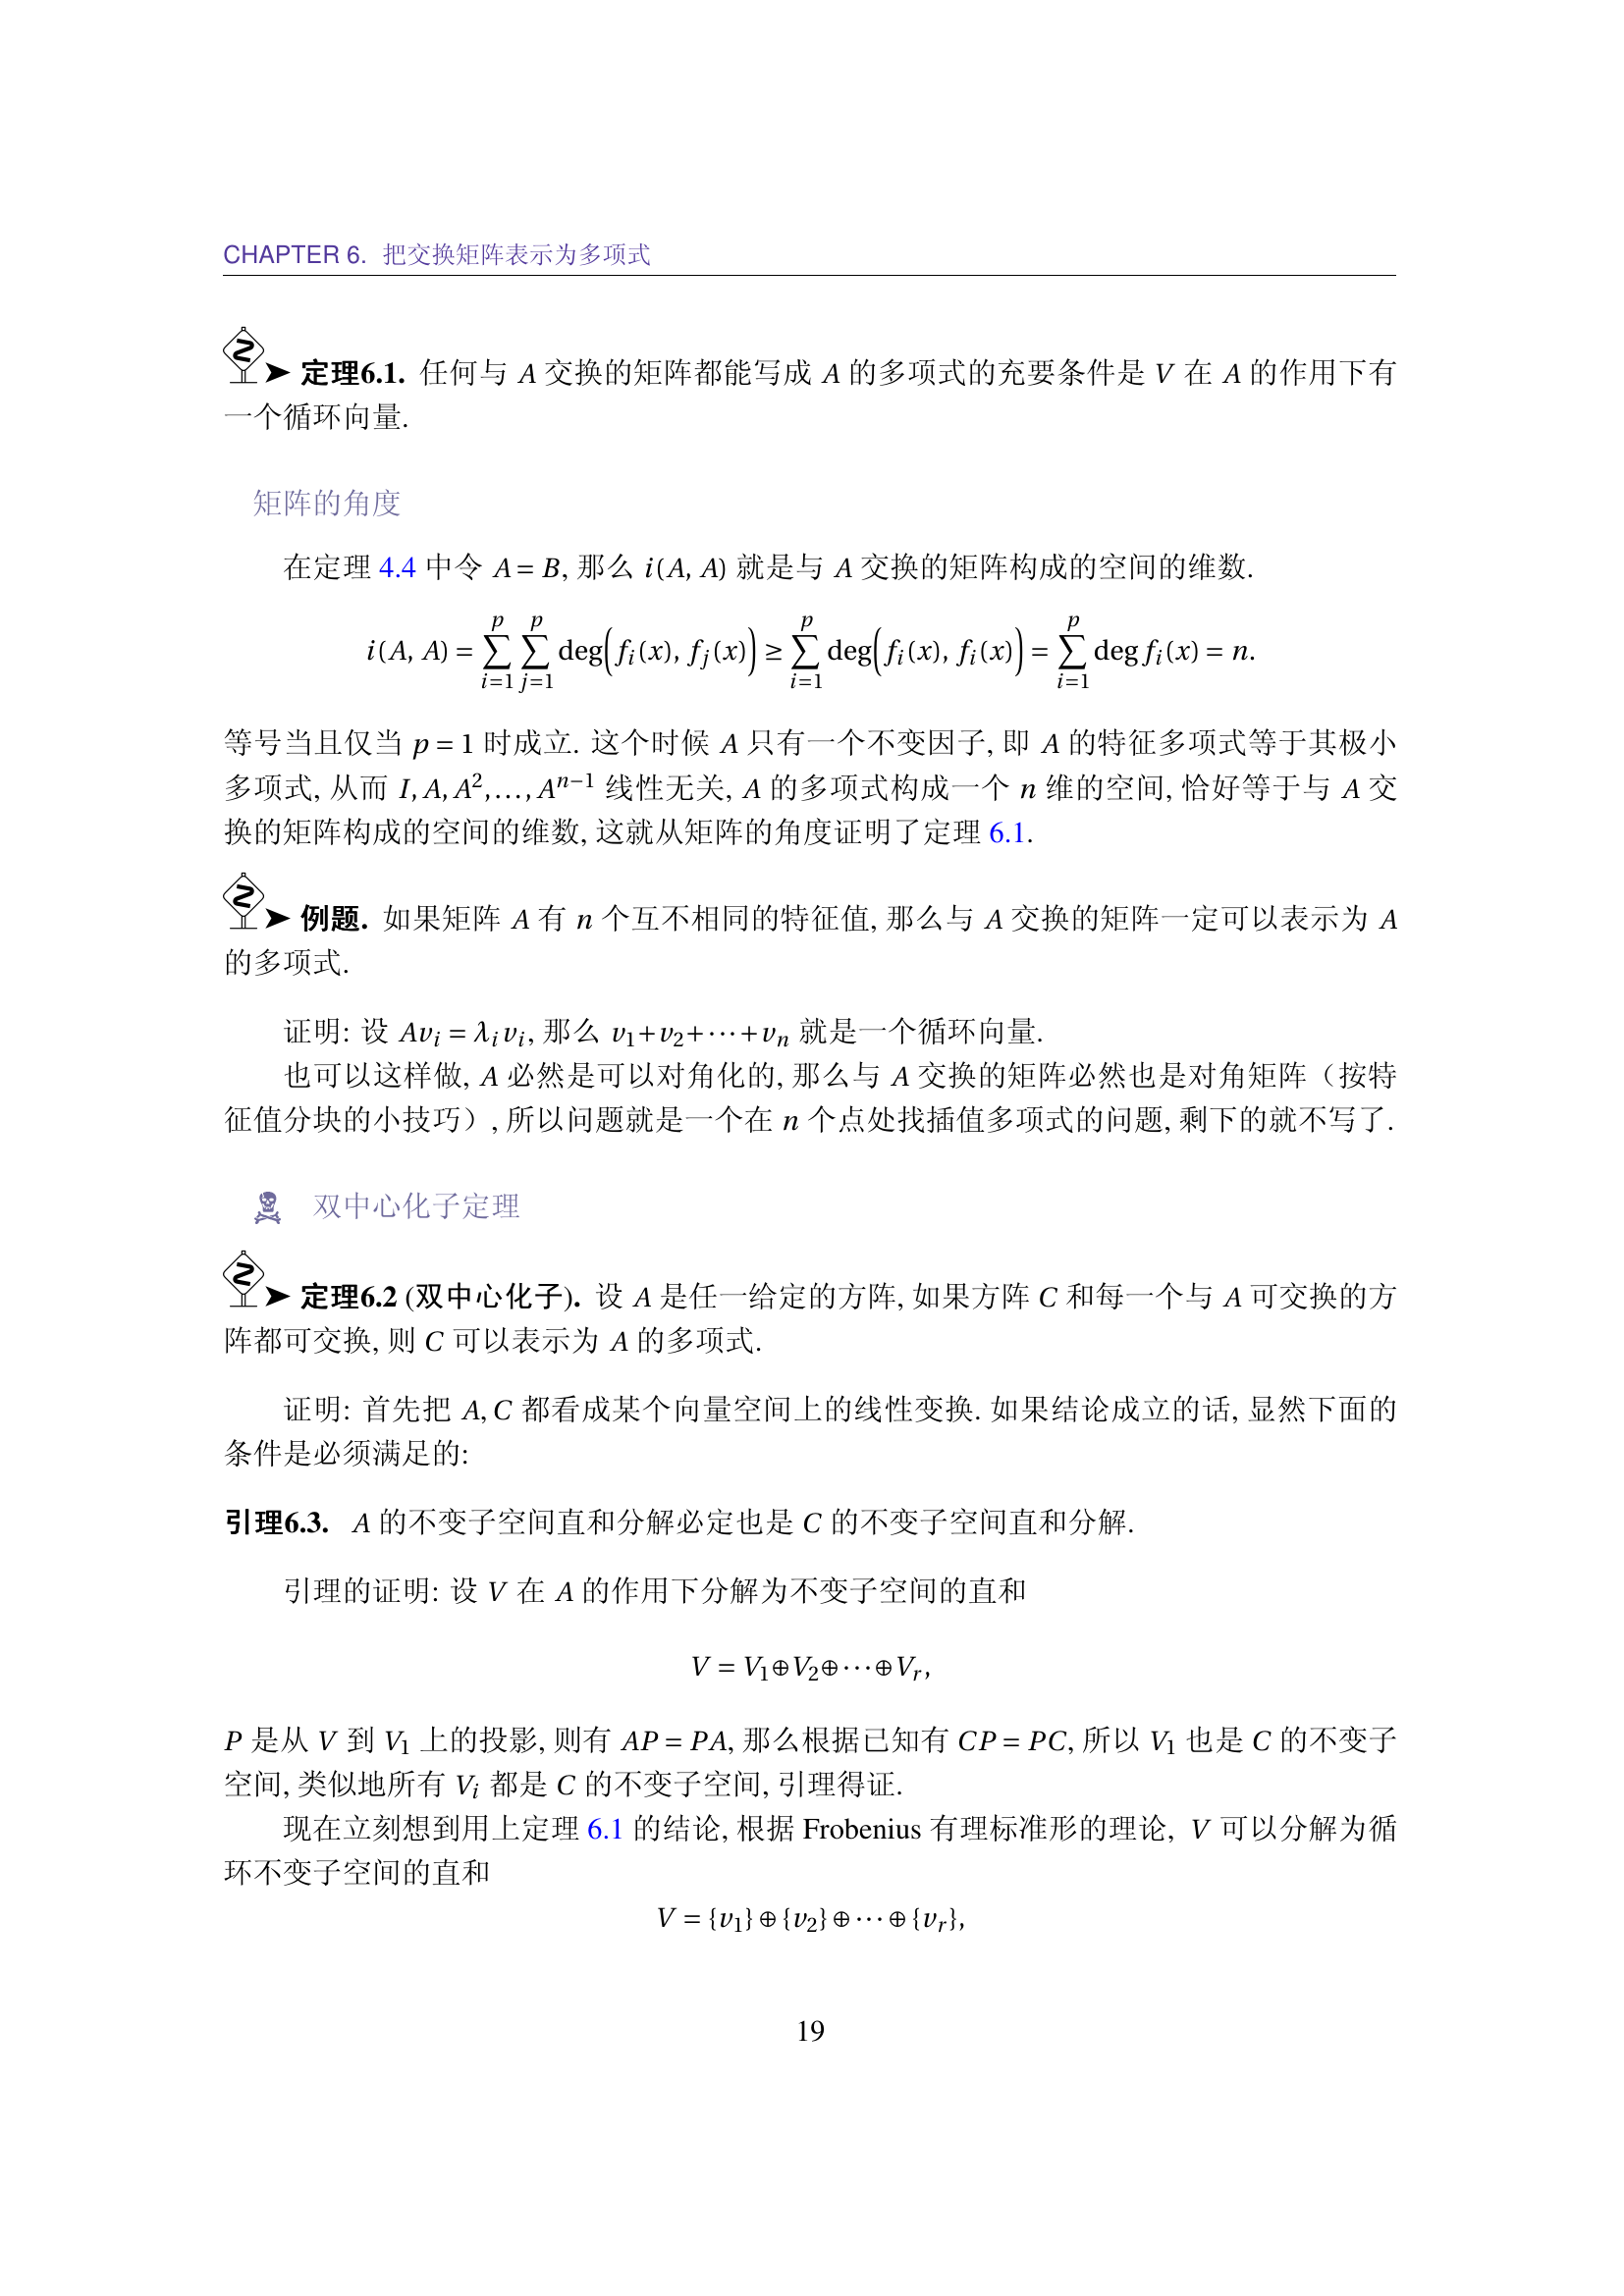 CHAPTER 6. 把交换矩阵表示为多项式
定理6.1. 任何与 A 交换的矩阵都能写成 A 的多项式的充要条件是 V 在 A 的作用下有
一个循环向量.
矩阵的角度
在定理 4.4 中令 A = B, 那么 i(A, A) 就是与 A 交换的矩阵构成的空间的维数.
$i(A, A) = \sum_{i=1}^{p} \sum_{j=1}^{p} \deg\left(f_i(x), f_j(x)\right) \geq \sum_{i=1}^{p} \deg\left(f_i(x), f_i(x)\right) = \sum_{i=1}^{p} \deg f_i(x) = n.$
等号当且仅当 p = 1 时成立. 这个时候 A 只有一个不变因子, 即 A 的特征多项式等于其极小
多项式, 从而 $I, A, A^2, \ldots, A^{n-1}$ 线性无关, A 的多项式构成一个 n 维的空间, 恰好等于与 A 交
换的矩阵构成的空间的维数, 这就从矩阵的角度证明了定理 6.1.
例题. 如果矩阵 A 有 n 个互不相同的特征值, 那么与 A 交换的矩阵一定可以表示为 A
的多项式.
证明: 设 $Av_i = \lambda_i v_i$, 那么 $v_1 + v_2 + \cdots + v_n$ 就是一个循环向量.
也可以这样做, A 必然是可以对角化的, 那么与 A 交换的矩阵必然也是对角矩阵（按特
征值分块的小技巧）, 所以问题就是一个在 n 个点处找插值多项式的问题, 剩下的就不写了.
双中心化子定理
定理6.2 (双中心化子). 设 A 是任一给定的方阵, 如果方阵 C 和每一个与 A 可交换的方
阵都可交换, 则 C 可以表示为 A 的多项式.
证明: 首先把 A, C 都看成某个向量空间上的线性变换. 如果结论成立的话, 显然下面的
条件是必须满足的:
引理6.3. A 的不变子空间直和分解必定也是 C 的不变子空间直和分解.
引理的证明: 设 V 在 A 的作用下分解为不变子空间的直和
$V = V_1 \oplus V_2 \oplus \cdots \oplus V_r,$
P 是从 V 到 $V_1$ 上的投影, 则有 AP = PA, 那么根据已知有 CP = PC, 所以 $V_1$ 也是 C 的不变子
空间, 类似地所有 $V_i$ 都是 C 的不变子空间, 引理得证.
现在立刻想到用上定理 6.1 的结论, 根据 Frobenius 有理标准形的理论, V 可以分解为循
环不变子空间的直和
$V = \{v_1\} \oplus \{v_2\} \oplus \cdots \oplus \{v_r\},$
19